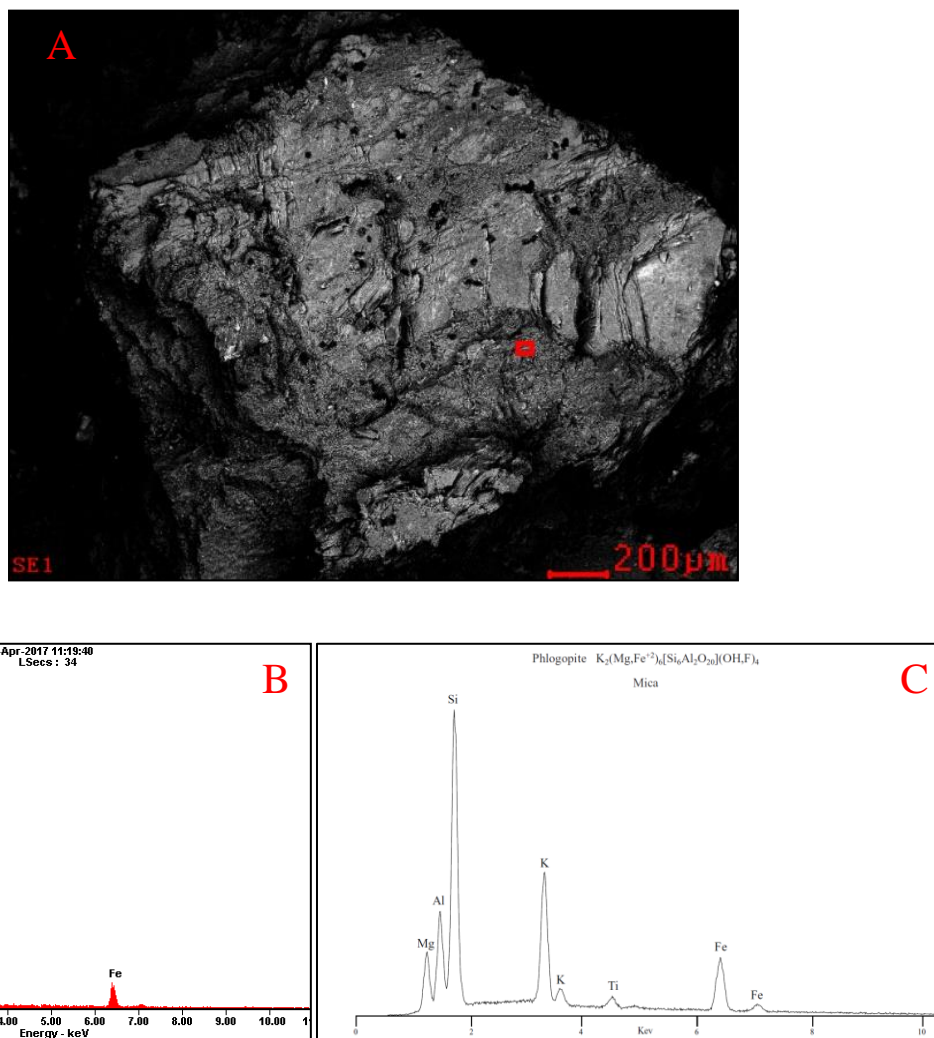 A
SE1
200µm
-Apr-2017 11:19:40
LSecs : 34
B
Fe
4.00 5.00 6.00 7.00 8.00 9.00 10.00 1
Energy - keV
Phlogopite K₂(Mg,Fe⁺²)₆[Si₆Al₂O₂₀](OH,F)₄
Mica
C
Si
K
Al
Mg
Fe
K
Ti
Fe
0 2 4 6 8 10
Kev